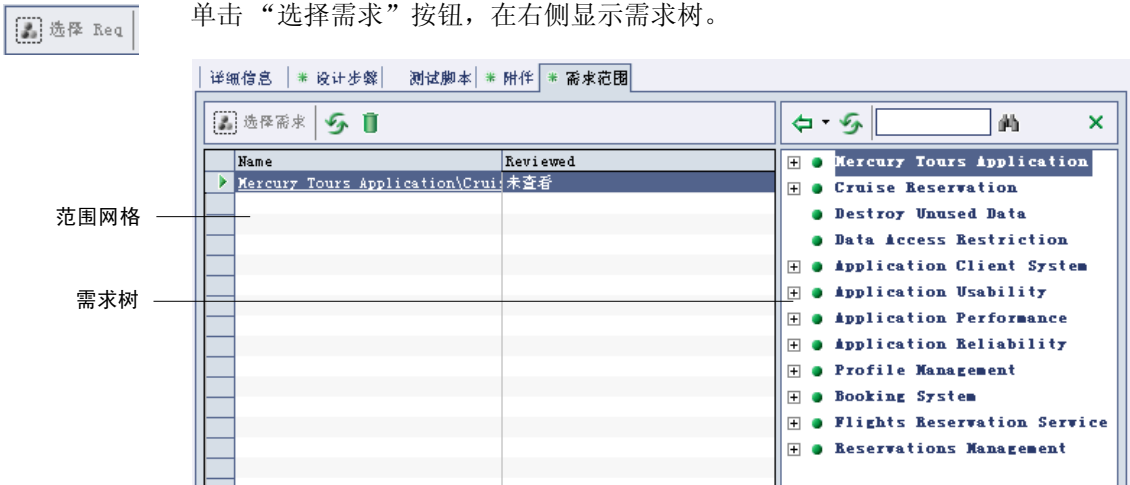 单击 “选择需求”按钮，在右侧显示需求树。
选择 Req
详细信息 * 设计步骤 测试脚本 * 附件 * 需求范围
选择需求
Name Reviewed
Mercury Tours Application\Crui 未查看
范围网格
需求树
Mercury Tours Application
Cruise Reservation
Destroy Unused Data
Data Access Restriction
Application Client System
Application Usability
Application Performance
Application Reliability
Profile Management
Booking System
Flights Reservation Service
Reservations Management